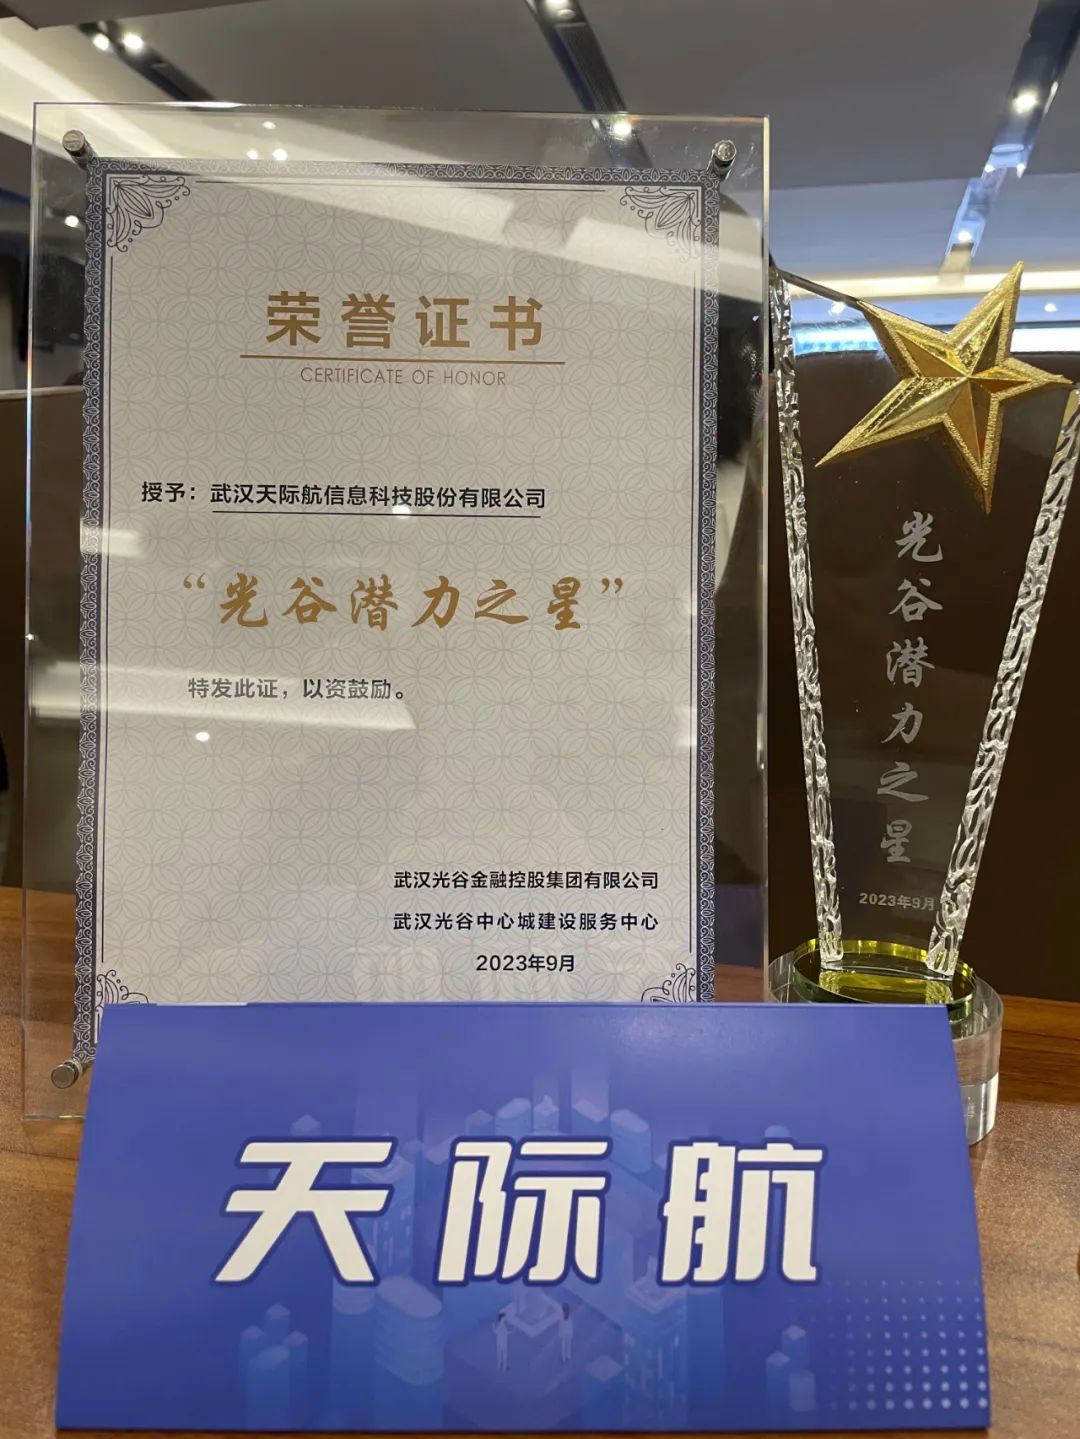 荣誉证书
CERTIFICATE OF HONOR
授予：武汉天际航信息科技股份有限公司
“光谷潜力之星”
特发此证，以资鼓励。
武汉光谷金融控股集团有限公司
武汉光谷中心城建设服务中心
2023年9月
光谷潜力之星
2023年9月
天际航